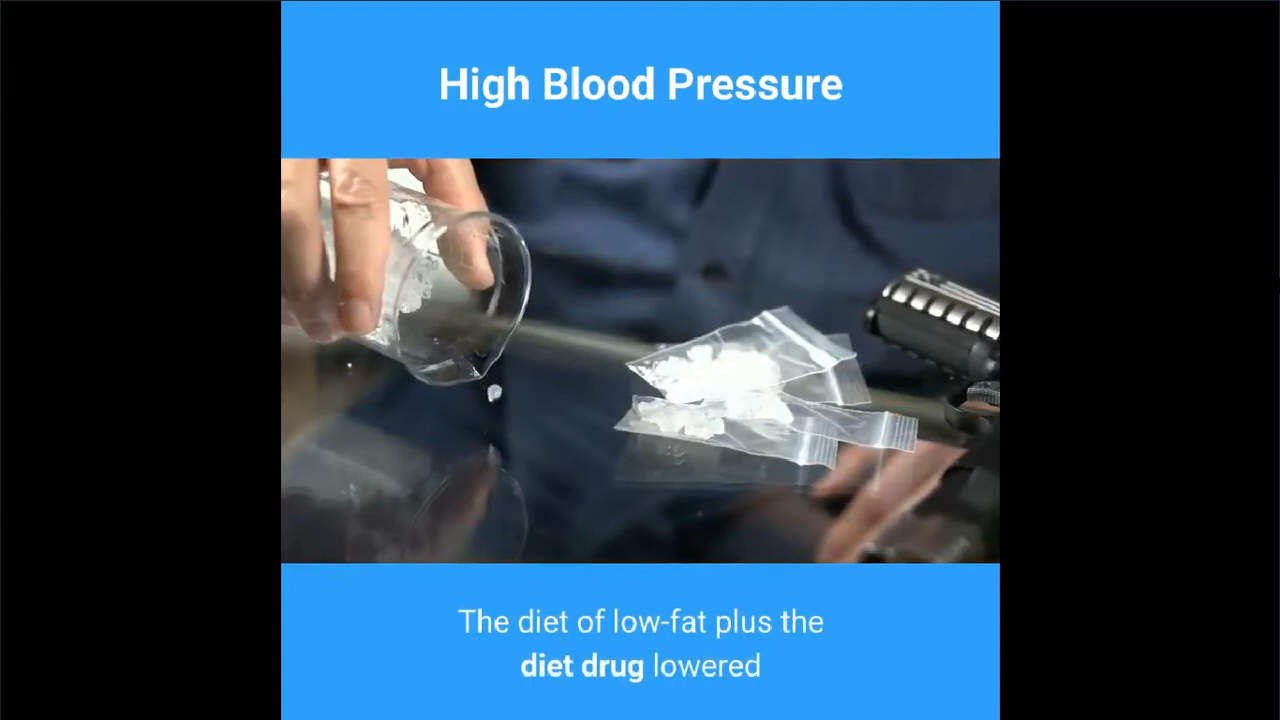 High Blood Pressure
The diet of low-fat plus the
diet drug lowered